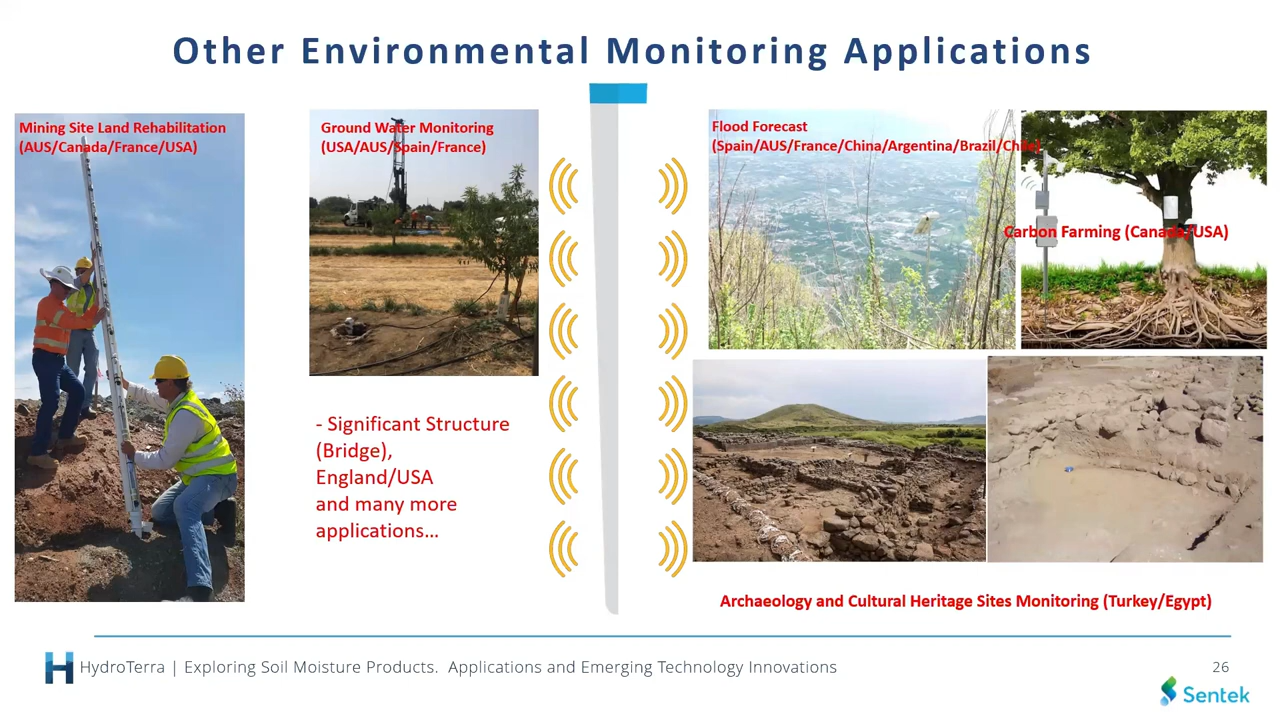 Other Environmental Monitoring Applications
Mining Site Land Rehabilitation
(AUS/Canada/France/USA)
Ground Water Monitoring
(USA/AUS/Spain/France)
Flood Forecast
(Spain/AUS/France/China/Argentina/Brazil/Chile)
Carbon Farming (Canada/USA)
- Significant Structure
(Bridge),
England/USA
and many more
applications…
Archaeology and Cultural Heritage Sites Monitoring (Turkey/Egypt)
HydroTerra | Exploring Soil Moisture Products.  Applications and Emerging Technology Innovations
26
Sentek